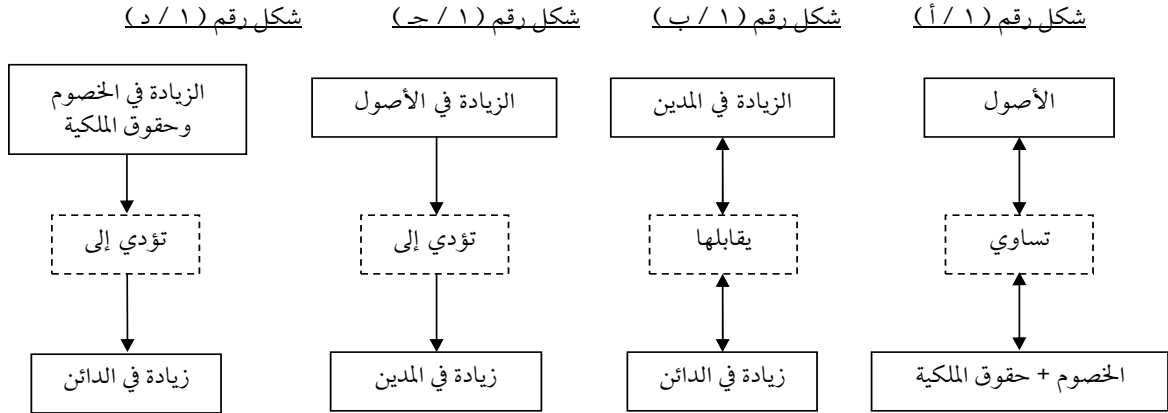 شكل رقم ( ١ / أ )
الأصول
تساوي
الخصوم + حقوق الملكية
شكل رقم ( ١ / ب )
الزيادة في المدين
يقابلها
زيادة في الدائن
شكل رقم ( ١ / جـ )
الزيادة في الأصول
تؤدي إلى
زيادة في المدين
شكل رقم ( ١ / د )
الزيادة في الخصوم
وحقوق الملكية
تؤدي إلى
زيادة في الدائن